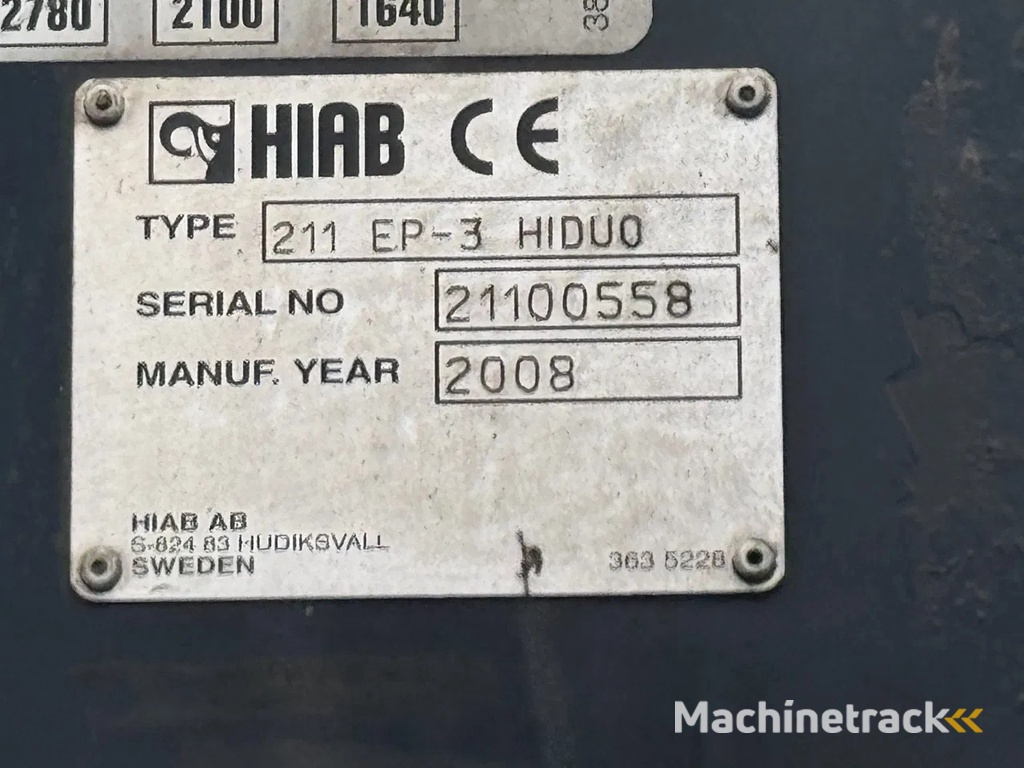 2780 2100 1640
38
HIAB CE
TYPE 211 EP-3 HIDUO
SERIAL NO 21100558
MANUF. YEAR 2008
HIAB AB
S-824 83 HUDIKSVALL
SWEDEN
363 5228
Machinetrack